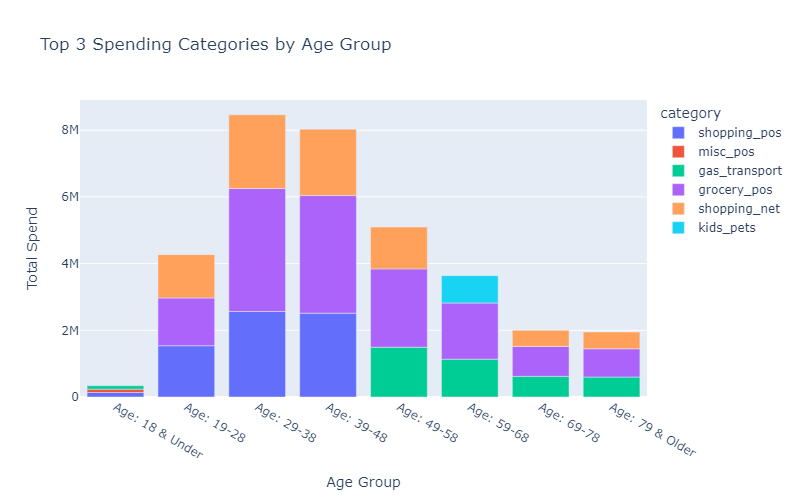 Top 3 Spending Categories by Age Group
category
shopping_pos
misc_pos
gas_transport
grocery_pos
shopping_net
kids_pets
Total Spend
8M
6M
4M
2M
0
Age: 18 & Under
Age: 19-28
Age: 29-38
Age: 39-48
Age: 49-58
Age: 59-68
Age: 69-78
Age: 79 & Older
Age Group